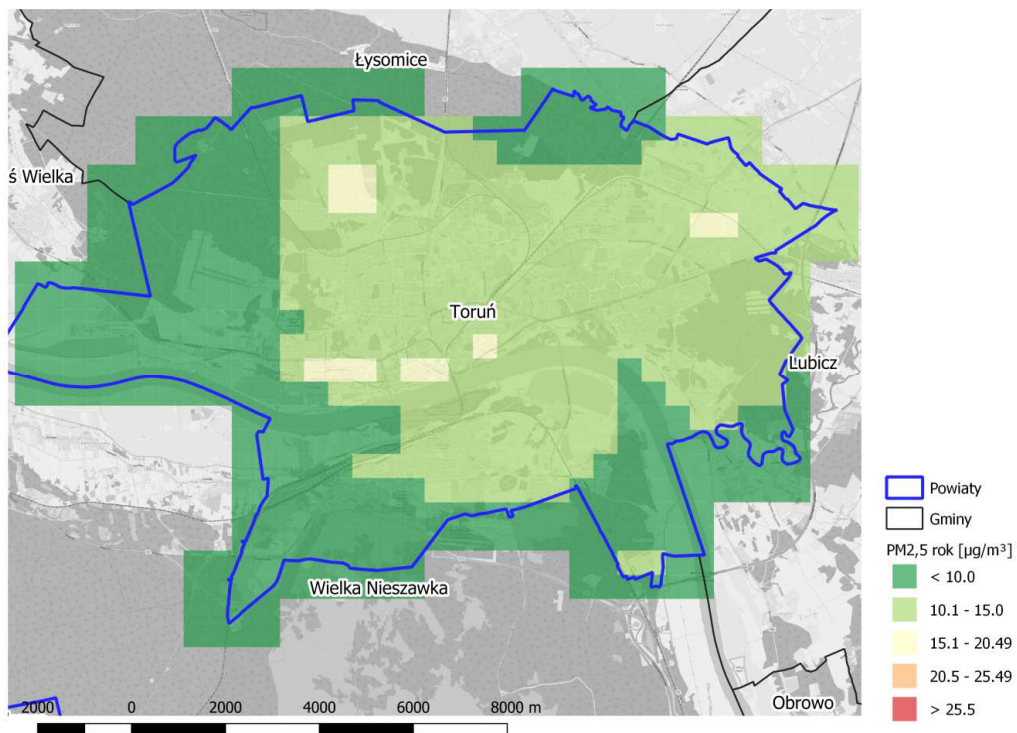 Łysomice
ś Wielka
Toruń
Lubicz
Wielka Nieszawka
Obrowo
2000 0 2000 4000 6000 8000 m
Powiaty
Gminy
PM2,5 rok [µg/m³]
< 10.0
10.1 - 15.0
15.1 - 20.49
20.5 - 25.49
> 25.5